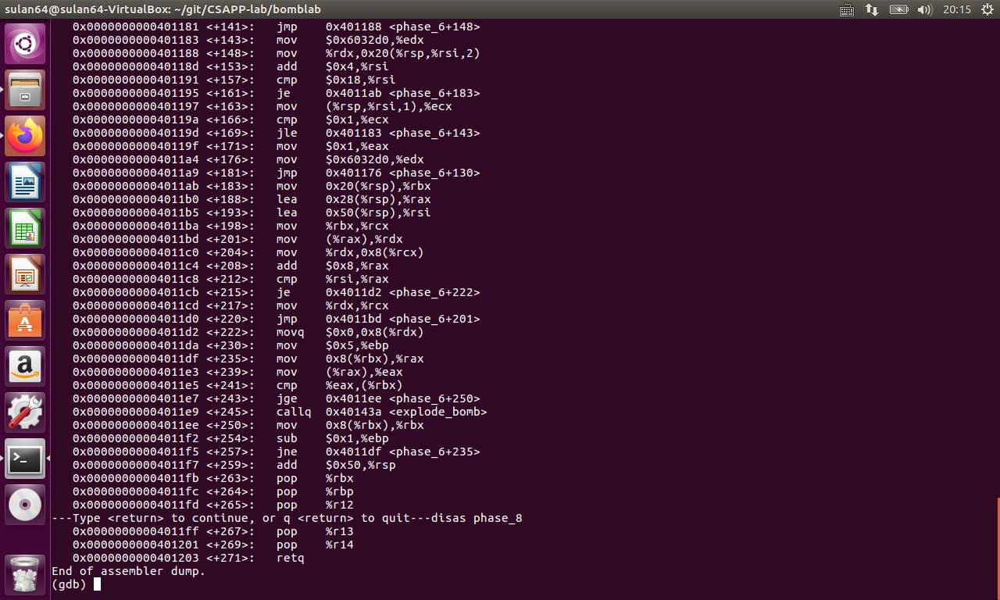 sulan64@sulan64-VirtualBox: ~/git/CSAPP-lab/bomblab 20:15
0x0000000000401181 <+141>: jmp 0x401188 <phase_6+148>
0x0000000000401183 <+143>: mov $0x6032d0,%edx
0x0000000000401188 <+148>: mov %rdx,0x20(%rsp,%rsi,2)
0x000000000040118d <+153>: add $0x4,%rsi
0x0000000000401191 <+157>: cmp $0x18,%rsi
0x0000000000401195 <+161>: je 0x4011ab <phase_6+183>
0x0000000000401197 <+163>: mov (%rsp,%rsi,1),%ecx
0x000000000040119a <+166>: cmp $0x1,%ecx
0x000000000040119d <+169>: jle 0x401183 <phase_6+143>
0x000000000040119f <+171>: mov $0x1,%eax
0x00000000004011a4 <+176>: mov $0x6032d0,%edx
0x00000000004011a9 <+181>: jmp 0x401176 <phase_6+130>
0x00000000004011ab <+183>: mov 0x20(%rsp),%rbx
0x00000000004011b0 <+188>: lea 0x28(%rsp),%rax
0x00000000004011b5 <+193>: lea 0x50(%rsp),%rsi
0x00000000004011ba <+198>: mov %rbx,%rcx
0x00000000004011bd <+201>: mov (%rax),%rdx
0x00000000004011c0 <+204>: mov %rdx,0x8(%rcx)
0x00000000004011c4 <+208>: add $0x8,%rax
0x00000000004011c8 <+212>: cmp %rsi,%rax
0x00000000004011cb <+215>: je 0x4011d2 <phase_6+222>
0x00000000004011cd <+217>: mov %rdx,%rcx
0x00000000004011d0 <+220>: jmp 0x4011bd <phase_6+201>
0x00000000004011d2 <+222>: movq $0x0,0x8(%rdx)
0x00000000004011da <+230>: mov $0x5,%ebp
0x00000000004011df <+235>: mov 0x8(%rbx),%rax
0x00000000004011e3 <+239>: mov (%rax),%eax
0x00000000004011e5 <+241>: cmp %eax,(%rbx)
0x00000000004011e7 <+243>: jge 0x4011ee <phase_6+250>
0x00000000004011e9 <+245>: callq 0x40143a <explode_bomb>
0x00000000004011ee <+250>: mov 0x8(%rbx),%rbx
0x00000000004011f2 <+254>: sub $0x1,%ebp
0x00000000004011f5 <+257>: jne 0x4011df <phase_6+235>
0x00000000004011f7 <+259>: add $0x50,%rsp
0x00000000004011fb <+263>: pop %rbx
0x00000000004011fc <+264>: pop %rbp
0x00000000004011fd <+265>: pop %r12
---Type <return> to continue, or q <return> to quit---disas phase_8
0x00000000004011ff <+267>: pop %r13
0x0000000000401201 <+269>: pop %r14
0x0000000000401203 <+271>: retq
End of assembler dump.
(gdb)